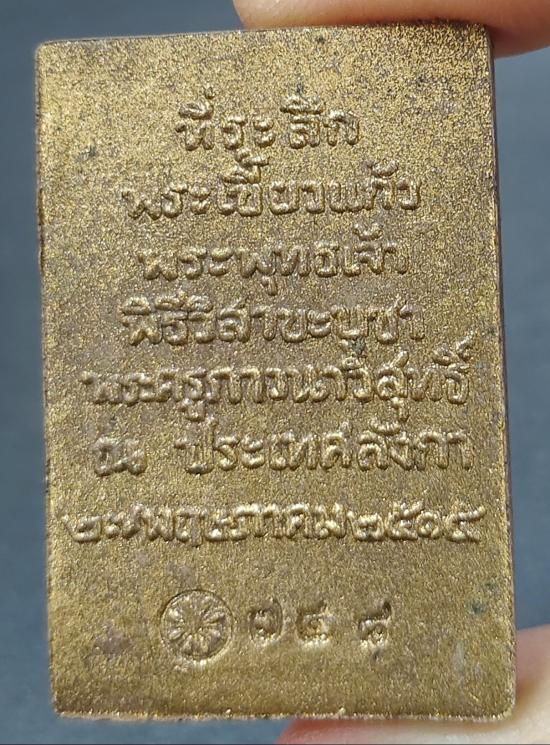 ที่ระลึก
พระเขี้ยวแก้ว
พระพุทธเจ้า
พิธีวิสาขะบูชา
พระครูภาวนาวิสุทธิ์
ณ ประเทศลังกา
๒๗พฤษภาคม๒๕๑๕
๗ ๔ ๘